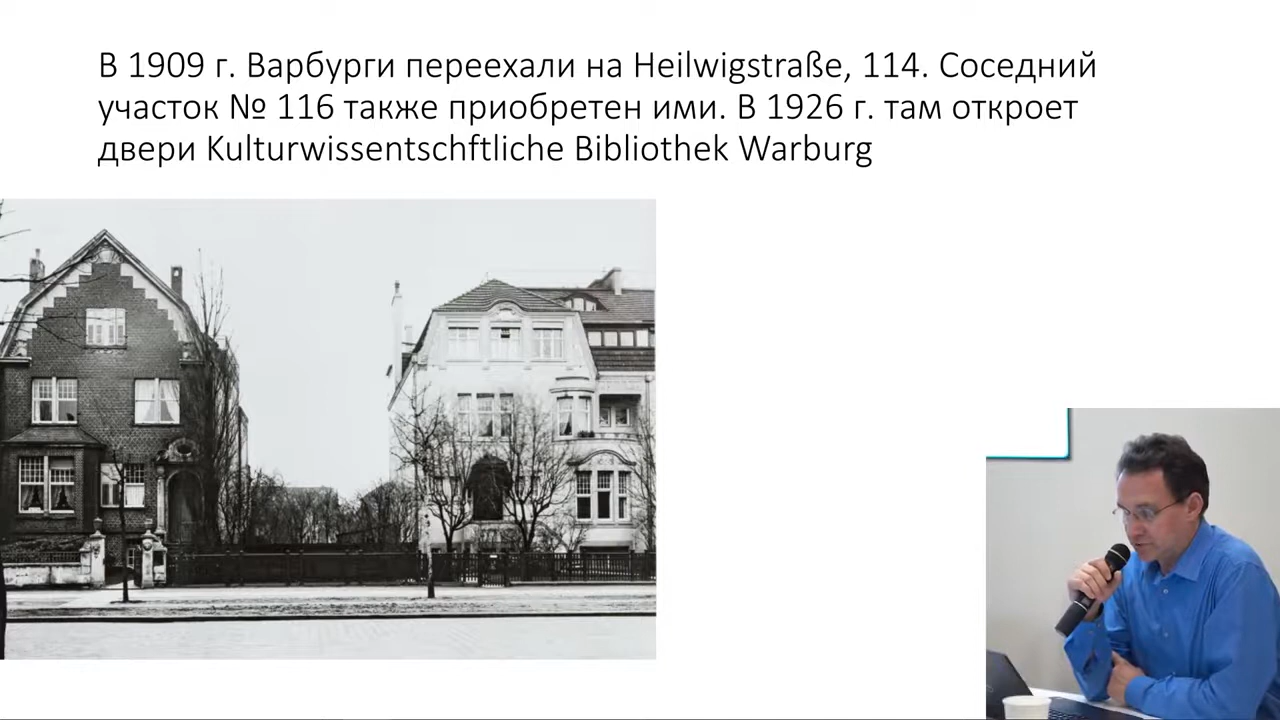 В 1909 г. Варбурги переехали на Heilwigstraße, 114. Соседний
участок № 116 также приобретен ими. В 1926 г. там откроет
двери Kulturwissentschftliche Bibliothek Warburg